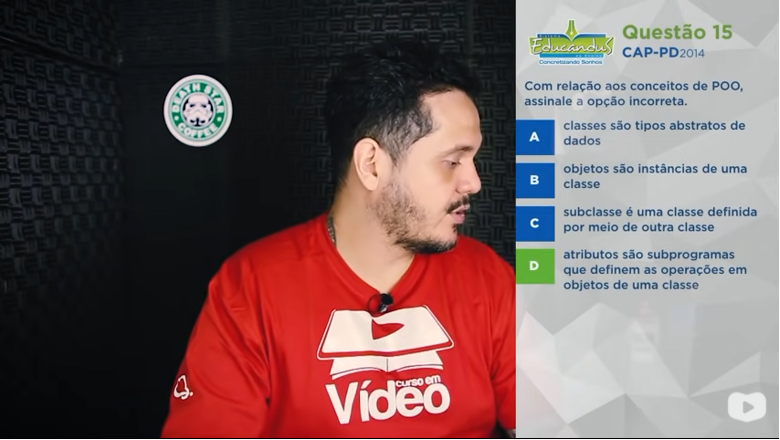 DEATH STAR
COFFEE
curso em
Vídeo
Educandus
Concretizando Sonhos
Questão 15
CAP-PD2014
Com relação aos conceitos de POO,
assinale a opção incorreta.
A
classes são tipos abstratos de
dados
B
objetos são instâncias de uma
classe
C
subclasse é uma classe definida
por meio de outra classe
D
atributos são subprogramas
que definem as operações em
objetos de uma classe